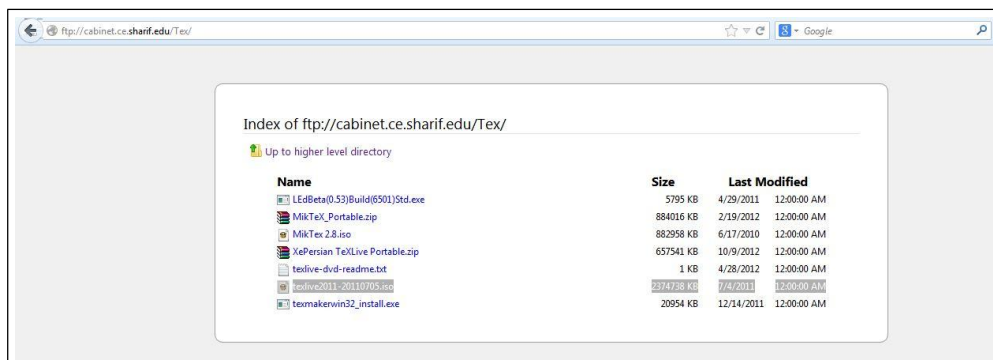 ftp://cabinet.ce.sharif.edu/Tex/
Google
Index of ftp://cabinet.ce.sharif.edu/Tex/
Up to higher level directory
Name Size Last Modified
LEdBeta(0.53)Build(6501)Std.exe 5795 KB 4/29/2011 12:00:00 AM
MikTeX_Portable.zip 884016 KB 2/19/2012 12:00:00 AM
MikTex 2.8.iso 882958 KB 6/17/2010 12:00:00 AM
XePersian TeXLive Portable.zip 657541 KB 10/9/2012 12:00:00 AM
texlive-dvd-readme.txt 1 KB 4/28/2012 12:00:00 AM
texlive2011-20110705.iso 2374738 KB 7/4/2011 12:00:00 AM
texmakerwin32_install.exe 20954 KB 12/14/2011 12:00:00 AM